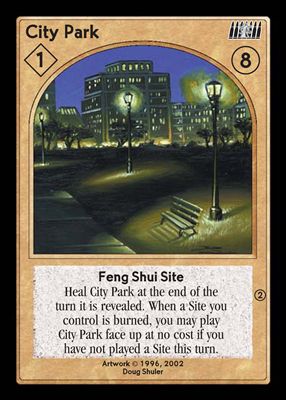 City Park
1
8
Feng Shui Site
Heal City Park at the end of the
turn it is revealed. When a Site you
control is burned, you may play
City Park face up at no cost if you
have not played a Site this turn.
2
Artwork © 1996, 2002
Doug Shuler